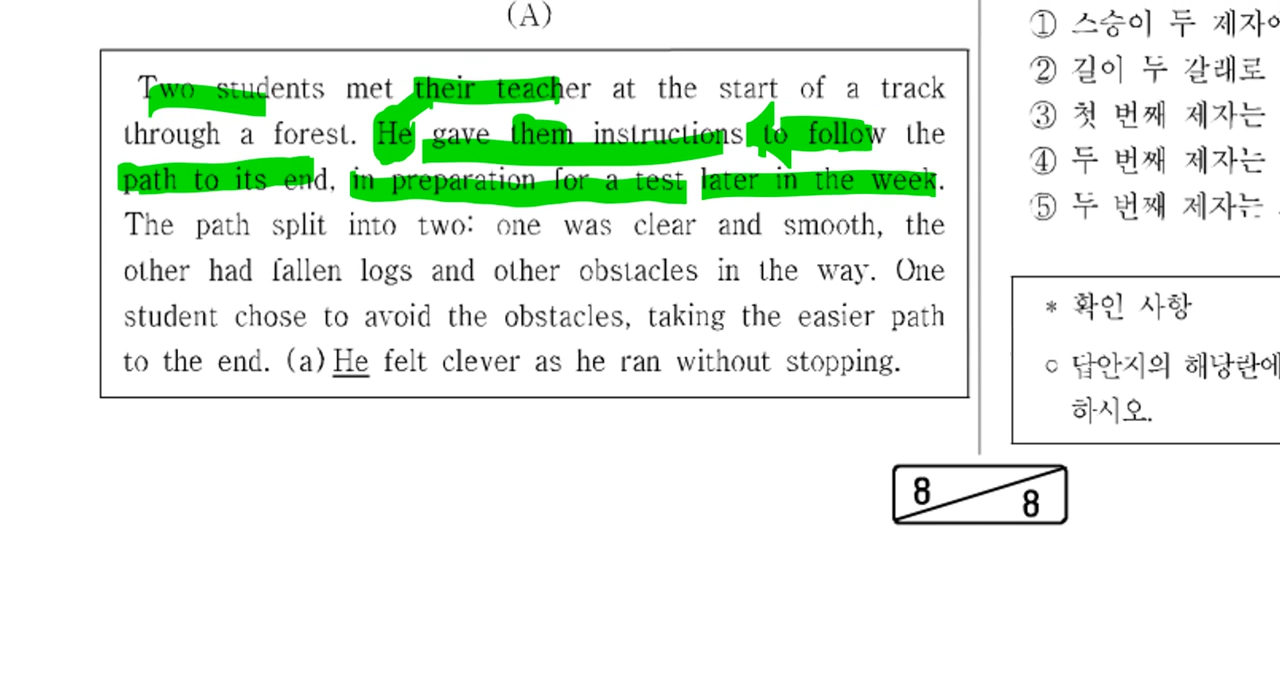 (A)
Two students met their teacher at the start of a track
through a forest. He gave them instructions to follow the
path to its end, in preparation for a test later in the week.
The path split into two: one was clear and smooth, the
other had fallen logs and other obstacles in the way. One
student chose to avoid the obstacles, taking the easier path
to the end. (a) He felt clever as he ran without stopping.
① 스승이 두 제자에
② 길이 두 갈래로
③ 첫 번째 제자는
④ 두 번째 제자는
⑤ 두 번째 제자는
* 확인 사항
○ 답안지의 해당란에
하시오.
8 8